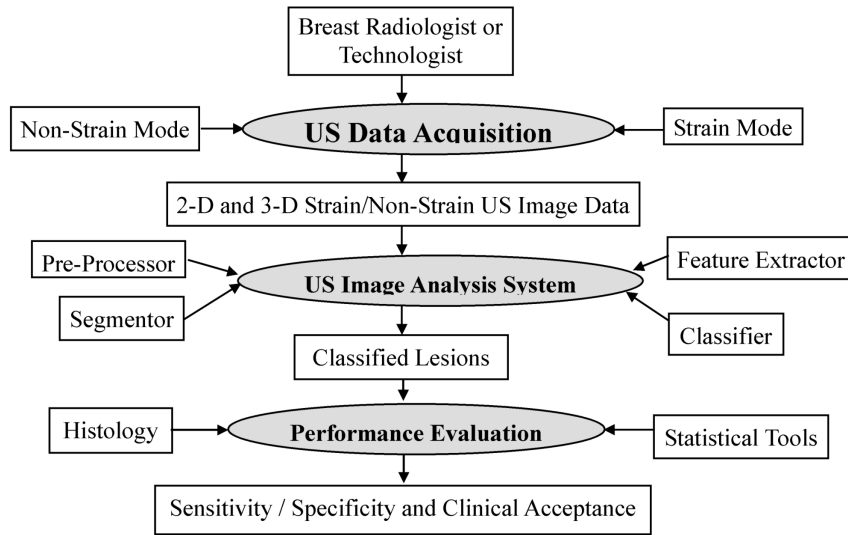 Breast Radiologist or
Technologist
Non-Strain Mode
US Data Acquisition
Strain Mode
2-D and 3-D Strain/Non-Strain US Image Data
Pre-Processor
Feature Extractor
US Image Analysis System
Segmentor
Classifier
Classified Lesions
Histology
Performance Evaluation
Statistical Tools
Sensitivity / Specificity and Clinical Acceptance